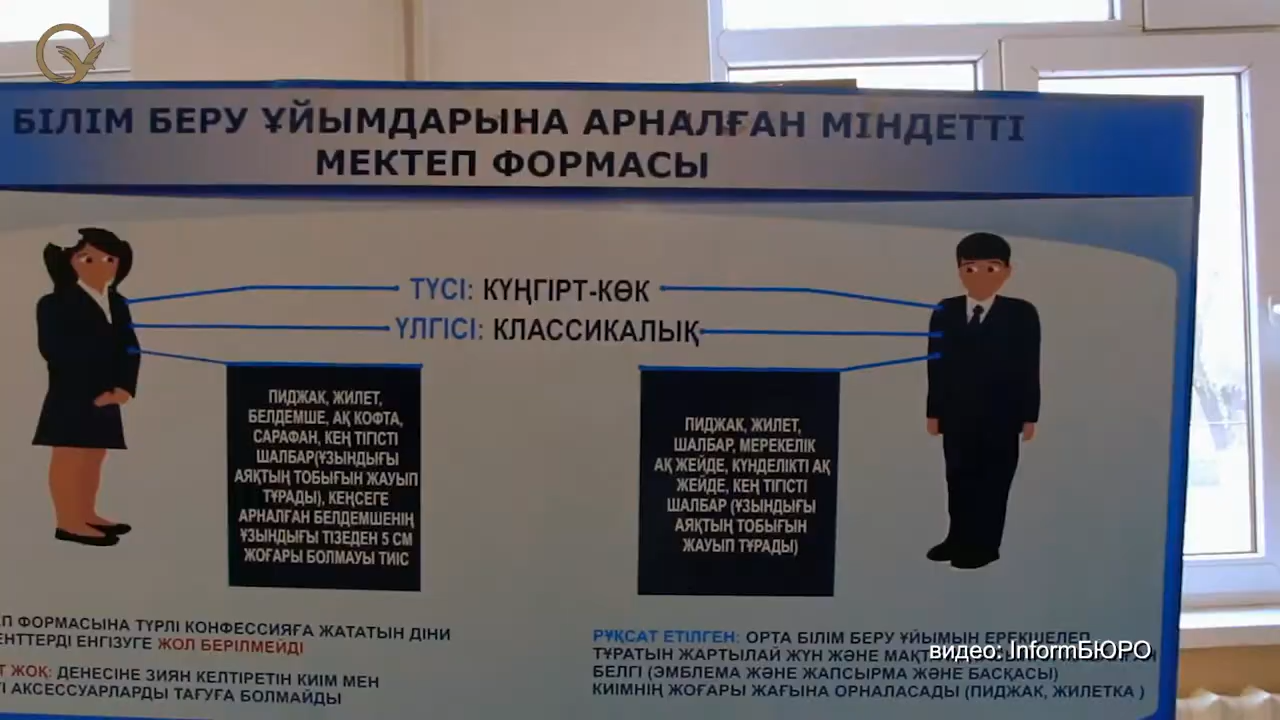 БІЛІМ БЕРУ ҰЙЫМДАРЫНА АРНАЛҒАН МІНДЕТТІ
МЕКТЕП ФОРМАСЫ
ТҮСІ: КҮҢГІРТ-КӨК
ҮЛГІСІ: КЛАССИКАЛЫҚ
ПИДЖАК, ЖИЛЕТ,
БЕЛДЕМШЕ, АҚ КОФТА,
САРАФАН, КЕҢ ТІГІСТІ
ШАЛБАР(ҰЗЫНДЫҒЫ
АЯҚТЫҢ ТОБЫҒЫН ЖАУЫП
ТҰРАДЫ), КЕҢСЕГЕ
АРНАЛҒАН БЕЛДЕМШЕНІҢ
ҰЗЫНДЫҒЫ ТІЗЕДЕН 5 СМ
ЖОҒАРЫ БОЛМАУЫ ТИІС
ПИДЖАК, ЖИЛЕТ,
ШАЛБАР, МЕРЕКЕЛІК
АҚ ЖЕЙДЕ, КҮНДЕЛІКТІ АҚ
ЖЕЙДЕ, КЕҢ ТІГІСТІ
ШАЛБАР (ҰЗЫНДЫҒЫ
АЯҚТЫҢ ТОБЫҒЫН
ЖАУЫП ТҰРАДЫ)
ФОРМАСЫНА ТҮРЛІ КОНФЕССИЯҒА ЖАТАТЫН ДІНИ
ЕНГІЗУГЕ ЖОЛ БЕРІЛМЕЙДІ
ЖОҚ: ДЕНЕСІНЕ ЗИЯН КЕЛТІРЕТІН КИІМ МЕН
АКСЕССУАРЛАРДЫ ТАҒУҒА БОЛМАЙДЫ
РҰҚСАТ ЕТІЛГЕН: ОРТА БІЛІМ БЕРУ ҰЙЫМЫН ЕРЕКШЕЛЕП
ТҰРАТЫН ЖАРТЫЛАЙ ЖҮН ЖӘНЕ
БЕЛГІ (ЭМБЛЕМА ЖӘНЕ ЖАПСЫРМА ЖӘНЕ БАСҚАСЫ)
КИІМНІҢ ЖОҒАРЫ ЖАҒЫНА ОРНАЛАСАДЫ (ПИДЖАК, ЖИЛЕТКА )
видео: InformБЮРО